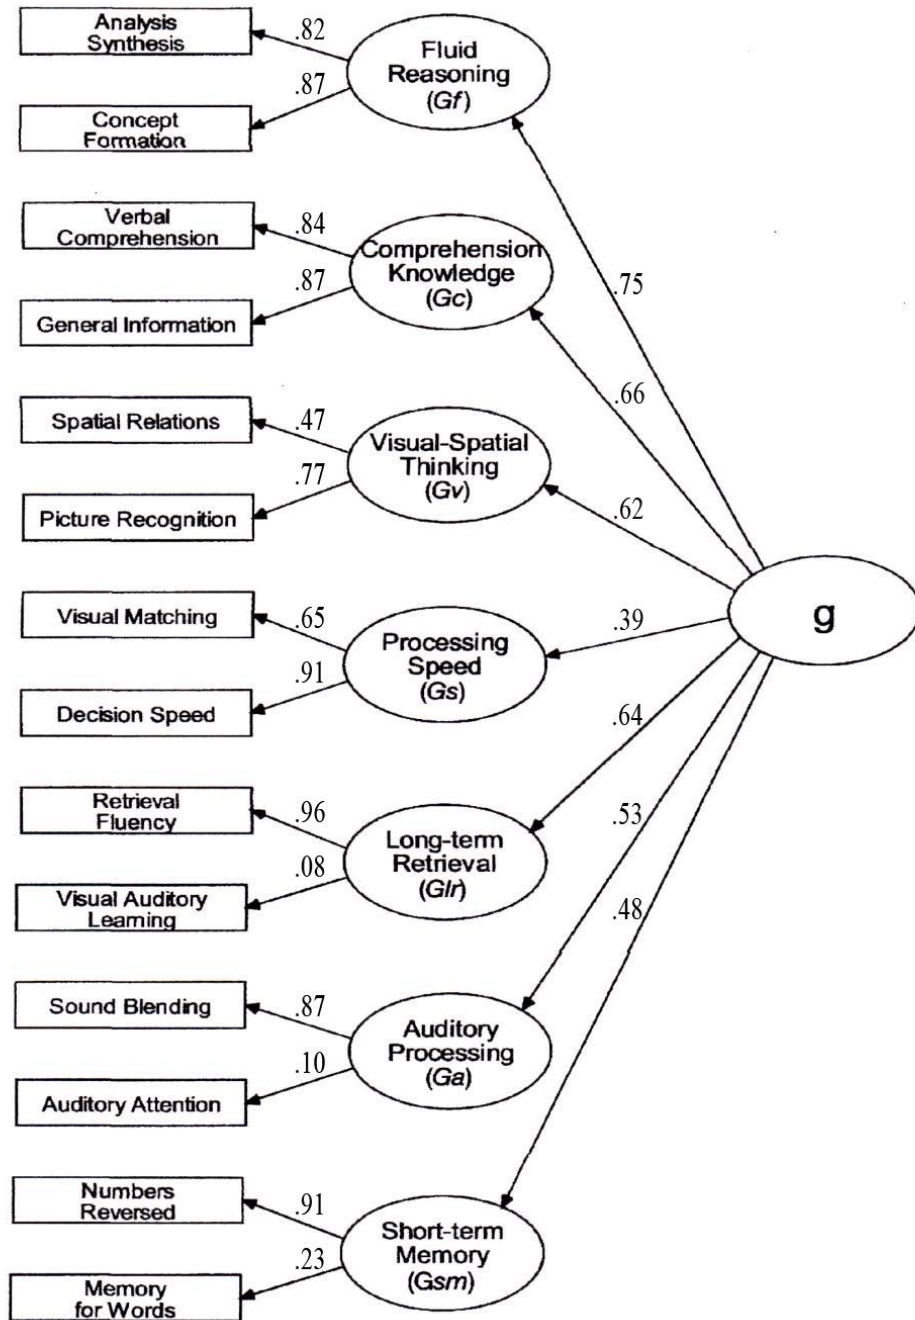 Analysis
Synthesis
.82
Fluid
Reasoning
(Gf)
.87
Concept
Formation
Verbal
Comprehension
.84
Comprehension
Knowledge
(Gc)
.87
General Information
.75
.66
Spatial Relations
.47
Visual-Spatial
Thinking
(Gv)
.77
Picture Recognition
.62
g
Visual Matching
.65
Processing
Speed
(Gs)
.91
Decision Speed
.39
.64
Retrieval
Fluency
.96
Long-term
Retrieval
(Glr)
.08
Visual Auditory
Learning
.53
.48
Sound Blending
.87
Auditory
Processing
(Ga)
.10
Auditory Attention
Numbers
Reversed
.91
Short-term
Memory
(Gsm)
.23
Memory
for Words